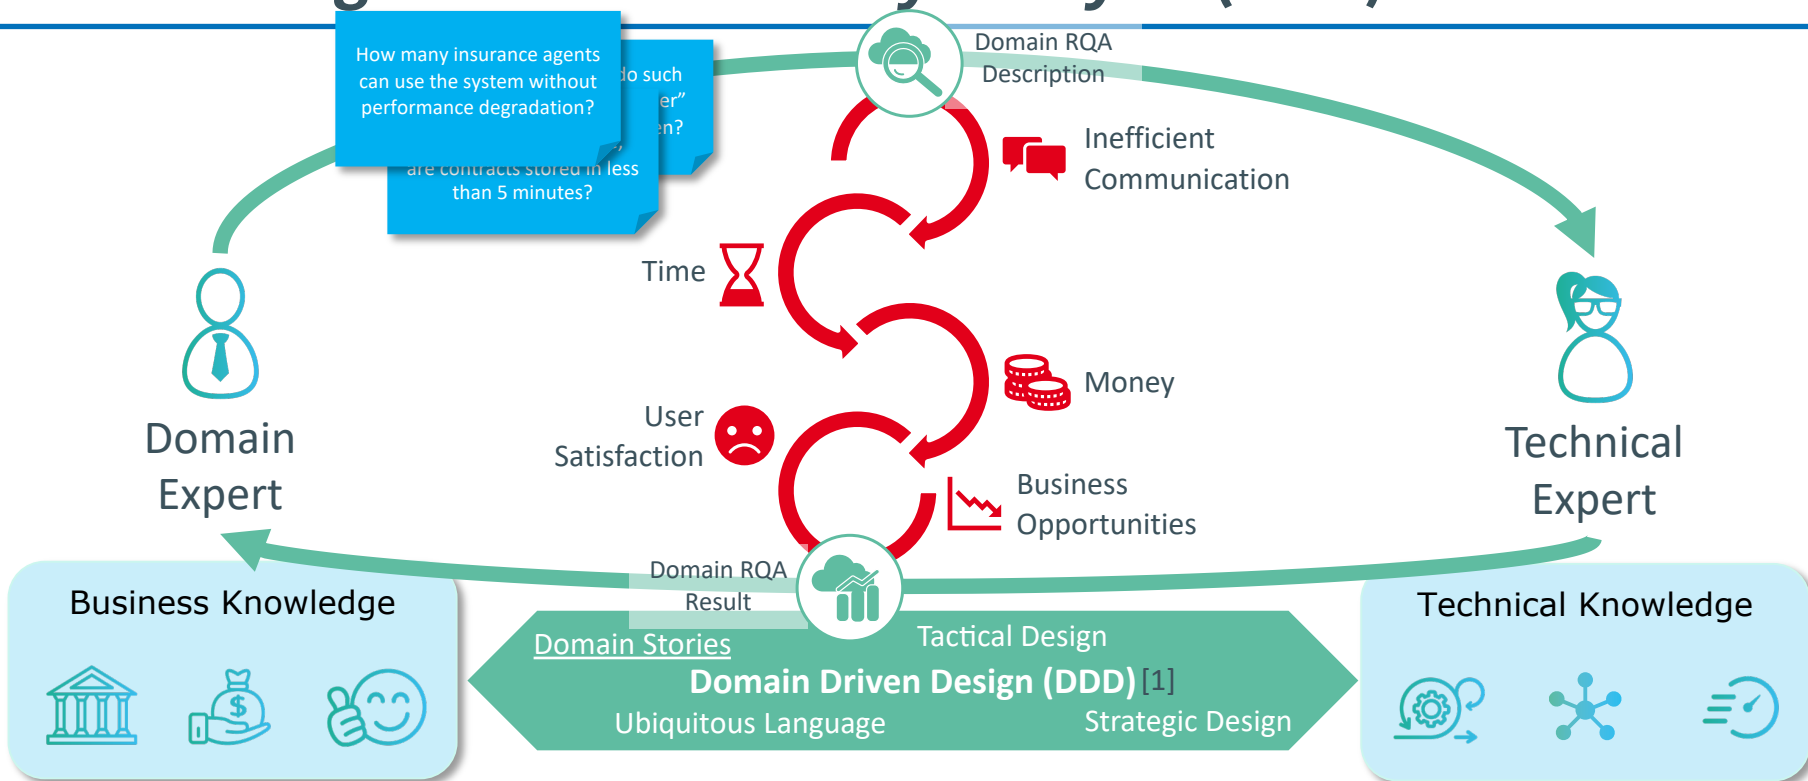 How many insurance agents
can use the system without
performance degradation?
do such
er”
en?
are contracts stored in less
than 5 minutes?
Domain RQA
Description
Inefficient
Communication
Time
Money
User
Satisfaction
Business
Opportunities
Domain
Expert
Technical
Expert
Domain RQA
Result
Business Knowledge
Technical Knowledge
Domain Stories
Tactical Design
Domain Driven Design (DDD) [1]
Ubiquitous Language
Strategic Design